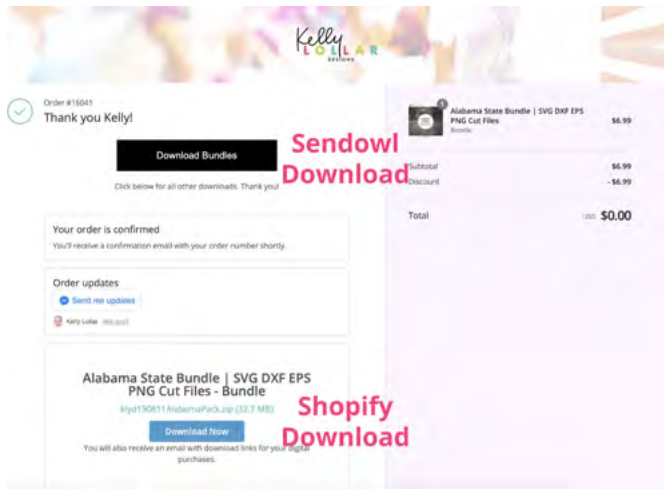 Kelly
LOLLAR
DESIGNS
Order #16041
Thank you Kelly!
Download Bundles
Click below for all other downloads. Thank you!
Sendowl
Download
Your order is confirmed
You'll receive a confirmation email with your order number shortly.
Order updates
Send me updates
Kelly Lollar Not you?
Alabama State Bundle | SVG DXF EPS
PNG Cut Files - Bundle
klyd190811AlabamaPack.zip (32.7 MB)
Download Now
You will also receive an email with download links for your digital
purchases.
Shopify
Download
1
Alabama State Bundle | SVG DXF EPS
PNG Cut Files
Bundle
$6.99
Subtotal $6.99
Discount - $6.99
Total USD $0.00